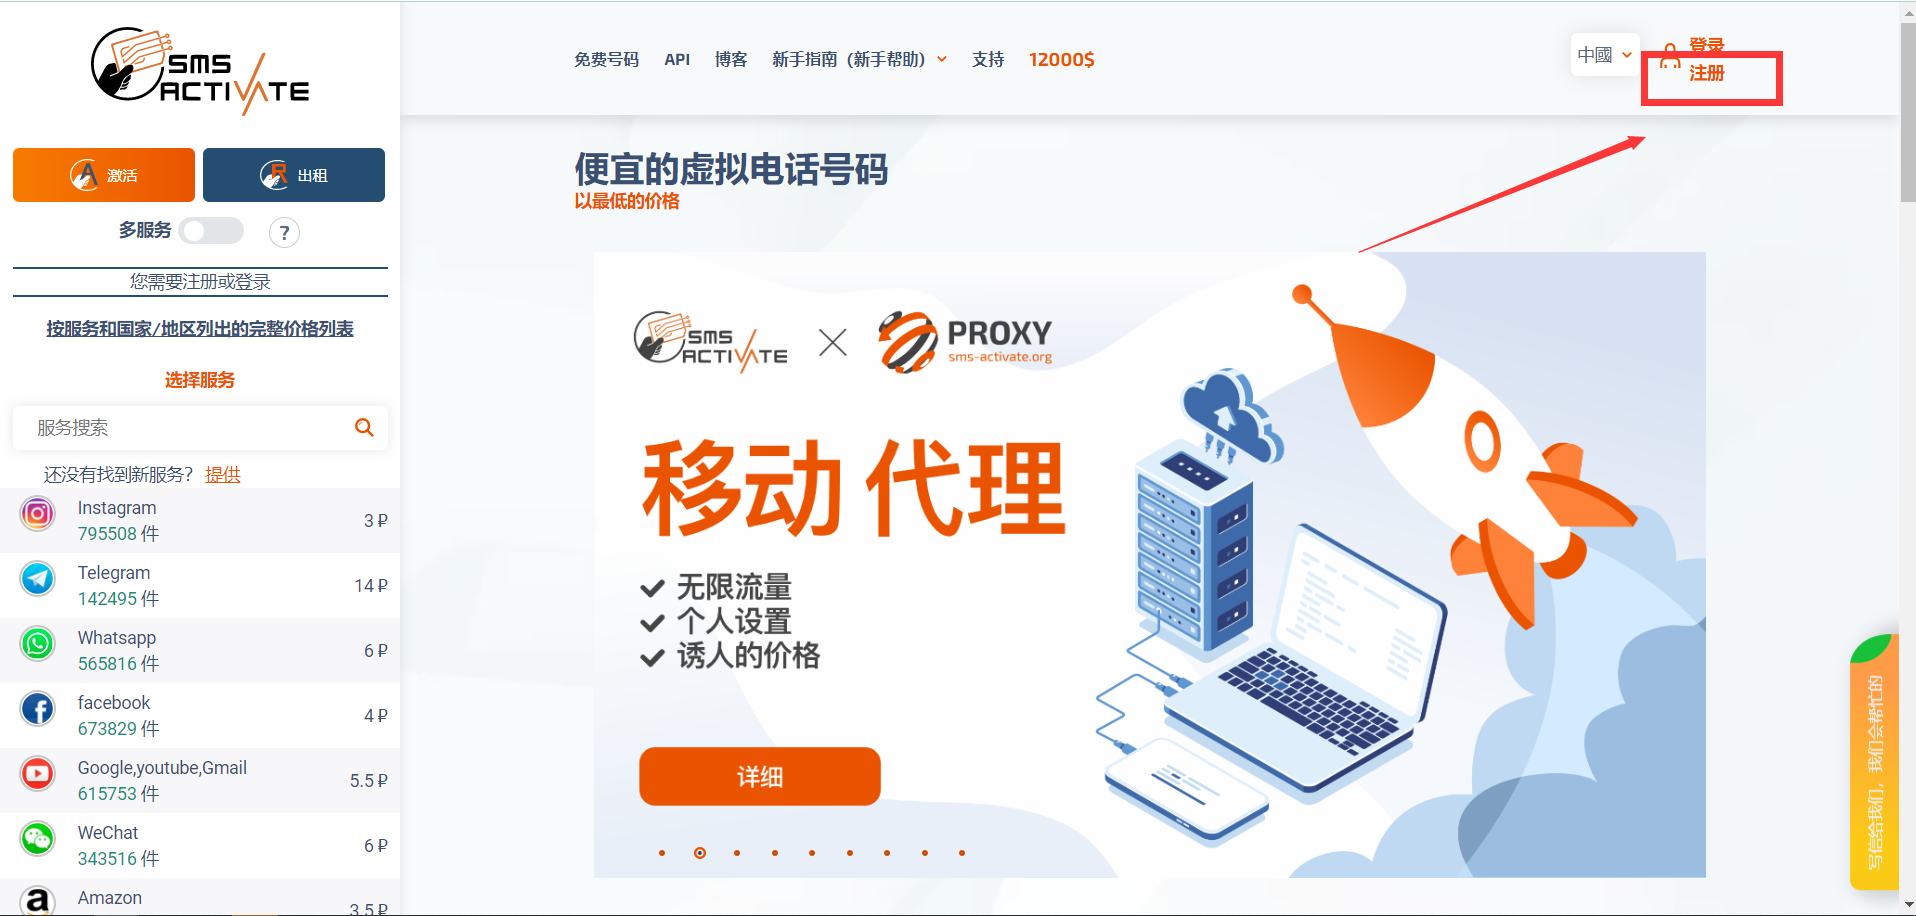 SMS
ACTIVATE
免费号码
API
博客
新手指南（新手帮助）
支持
12000$
中國
登录
注册
A 激活
R 出租
多服务
?
您需要注册或登录
按服务和国家/地区列出的完整价格列表
选择服务
服务搜索
还没有找到新服务？ 提供
Instagram
795508 件
3 ₽
Telegram
142495 件
14 ₽
Whatsapp
565816 件
6 ₽
facebook
673829 件
4 ₽
Google,youtube,Gmail
615753 件
5.5 ₽
WeChat
343516 件
6 ₽
Amazon
3.5 ₽
便宜的虚拟电话号码
以最低的价格
SMS
ACTIVATE
PROXY
sms-activate.org
移动 代理
无限流量
个人设置
诱人的价格
详细
写信给我们，我们会帮忙的